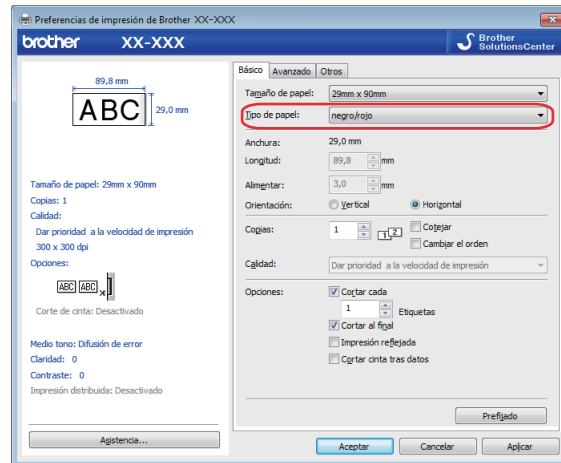 Preferencias de impresión de Brother XX-XXX
brother XX-XXX
Brother
SolutionsCenter
89,8 mm
ABC
29,0 mm
Tamaño de papel: 29mm x 90mm
Copias: 1
Calidad:
Dar prioridad a la velocidad de impresión
300 x 300 dpi
Opciones:
ABC ABC
Corte de cinta: Desactivado
Medio tono: Difusión de error
Claridad: 0
Contraste: 0
Impresión distribuida: Desactivado
Asistencia...
Básico Avanzado Otros
Tamaño de papel: 29mm x 90mm
Tipo de papel: negro/rojo
Anchura: 29,0 mm
Longitud: 89,8 mm
Alimentar: 3,0 mm
Orientación: Vertical Horizontal
Copias: 1 1 2 Cotejar
Cambiar el orden
Calidad: Dar prioridad a la velocidad de impresión
Opciones: Cortar cada
1 Etiquetas
Cortar al final
Impresión reflejada
Cortar cinta tras datos
Prefijado
Aceptar Cancelar Aplicar